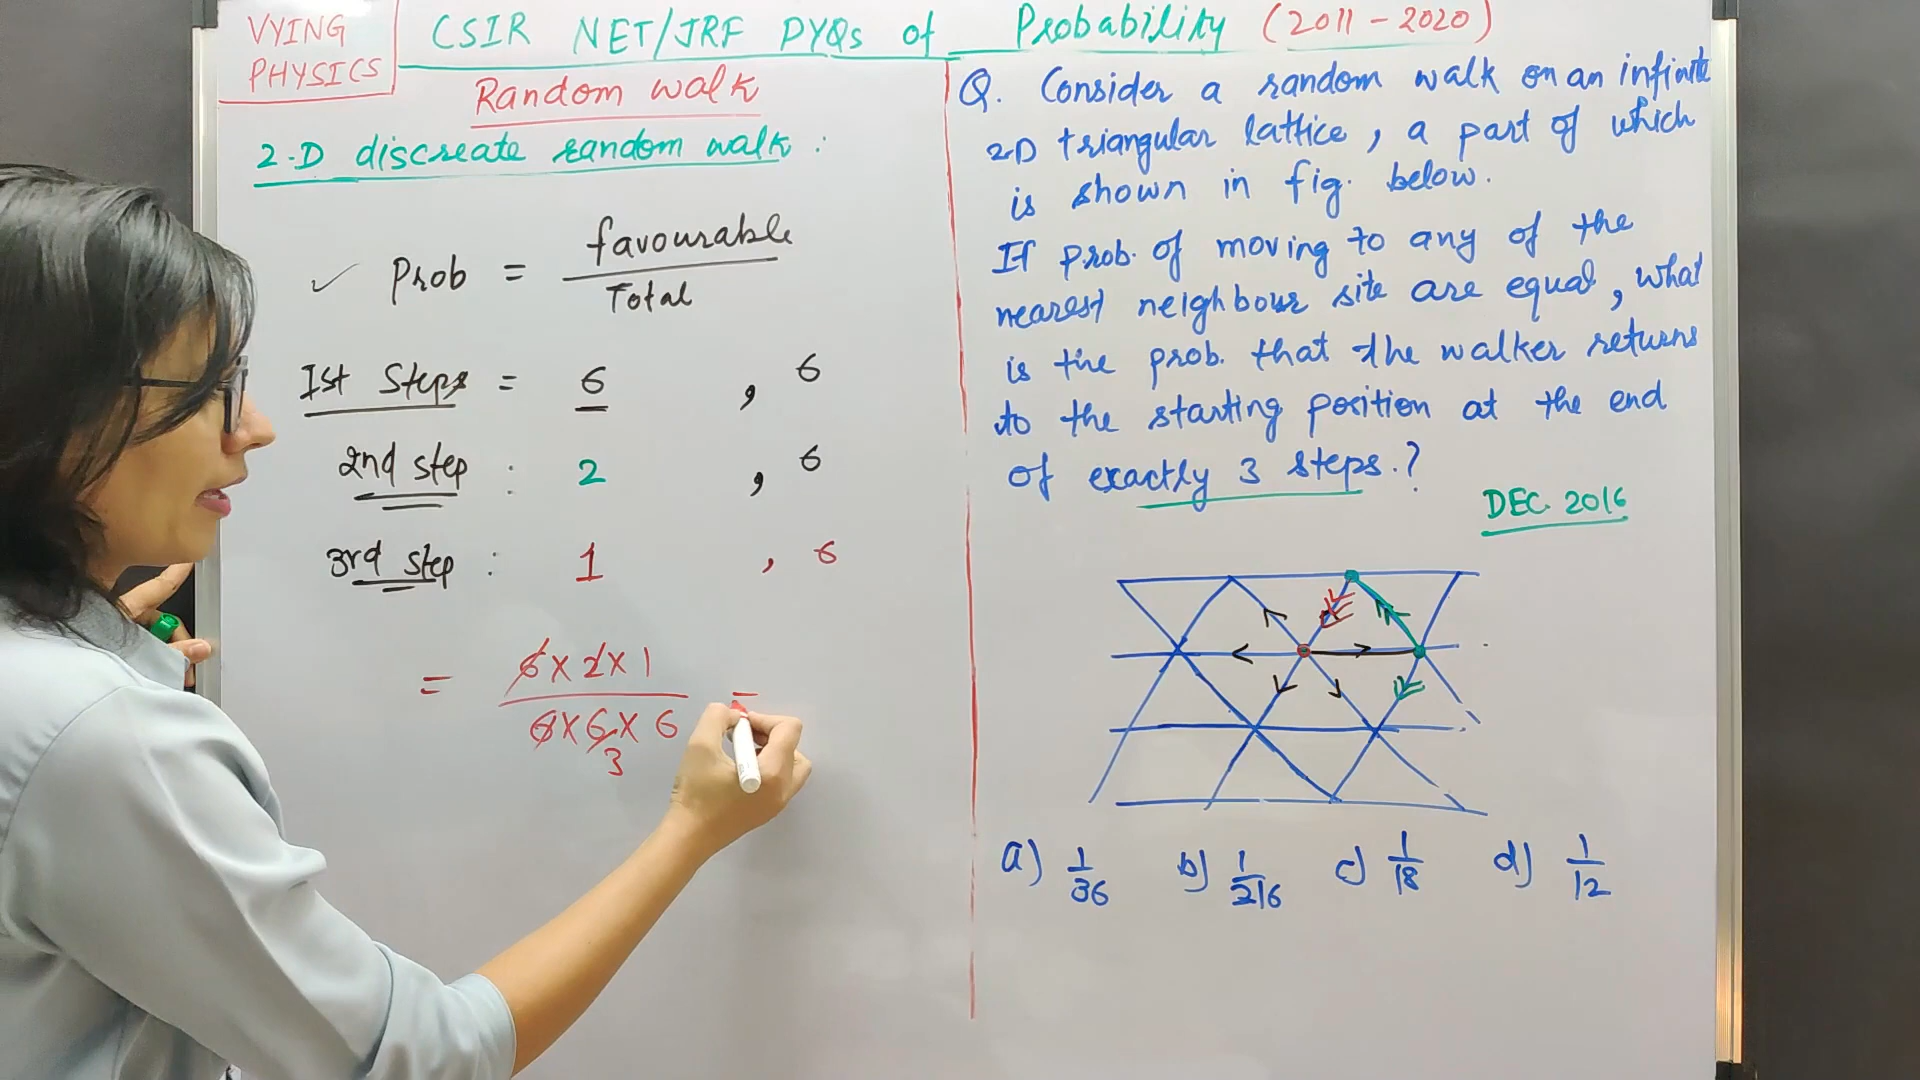 VYING PHYSICS
CSIR NET/JRF PYQs of Probability (2011-2020)
Random walk
2-D discreate random walk :
✓ Prob = favourable / Total
Ist Steps = 6 , 6
2nd step : 2 , 6
3rd step : 1 , 6
= 6 x 2 x 1 / 6 x 6 x 6 =
3
Q. Consider a random walk on an infinite
2D triangular lattice, a part of which
is shown in fig. below.
If prob. of moving to any of the
nearest neighbour site are equal, what
is the prob. that the walker returns
to the starting position at the end
of exactly 3 steps.?
DEC. 2016
a) 1/36 b) 1/216 c) 1/18 d) 1/12